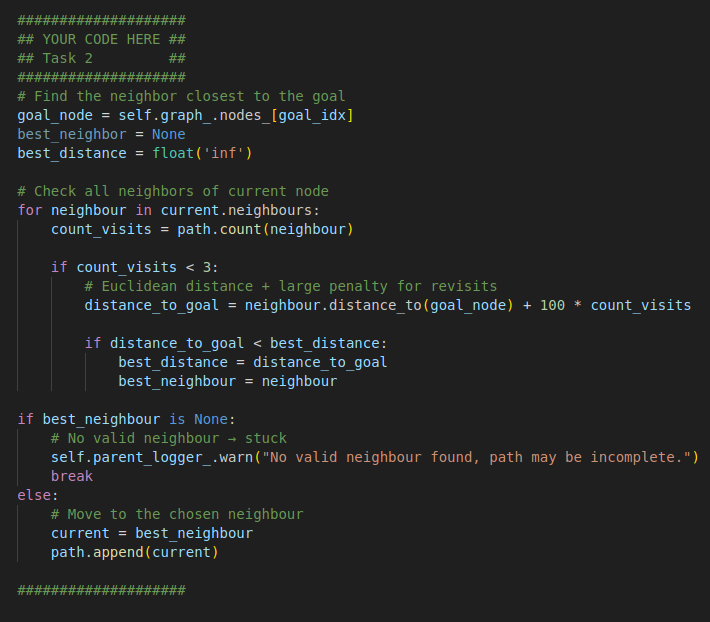 ####################
## YOUR CODE HERE ##
## Task 2         ##
####################
# Find the neighbor closest to the goal
goal_node = self.graph_.nodes_[goal_idx]
best_neighbor = None
best_distance = float('inf')

# Check all neighbors of current node
for neighbour in current.neighbours:
    count_visits = path.count(neighbour)

    if count_visits < 3:
        # Euclidean distance + large penalty for revisits
        distance_to_goal = neighbour.distance_to(goal_node) + 100 * count_visits

        if distance_to_goal < best_distance:
            best_distance = distance_to_goal
            best_neighbour = neighbour

if best_neighbour is None:
    # No valid neighbour → stuck
    self.parent_logger_.warn("No valid neighbour found, path may be incomplete.")
    break
else:
    # Move to the chosen neighbour
    current = best_neighbour
    path.append(current)

####################